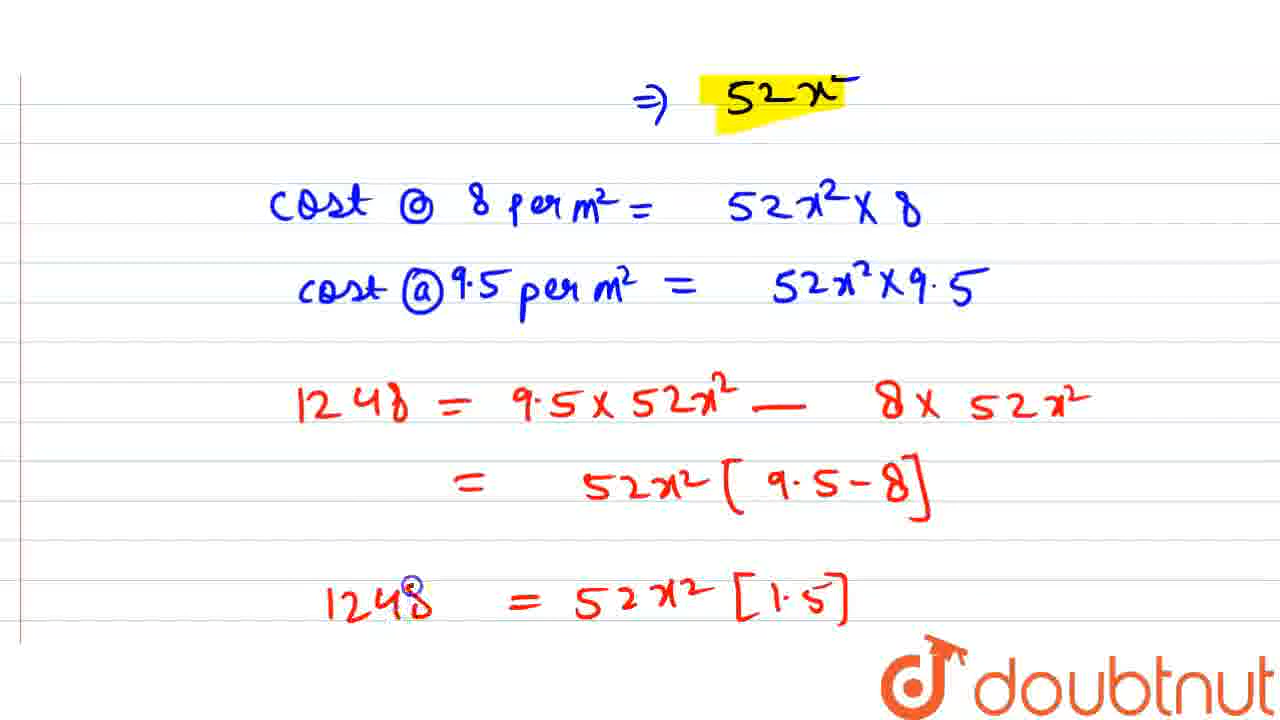 ⇒ 52x²
cost @ 8 per m² = 52x² × 8
cost @ 9.5 per m² = 52x² × 9.5
1248 = 9.5 × 52x² — 8 × 52x²
= 52x² [ 9.5 - 8 ]
1248 = 52x² [1.5]
doubtnut